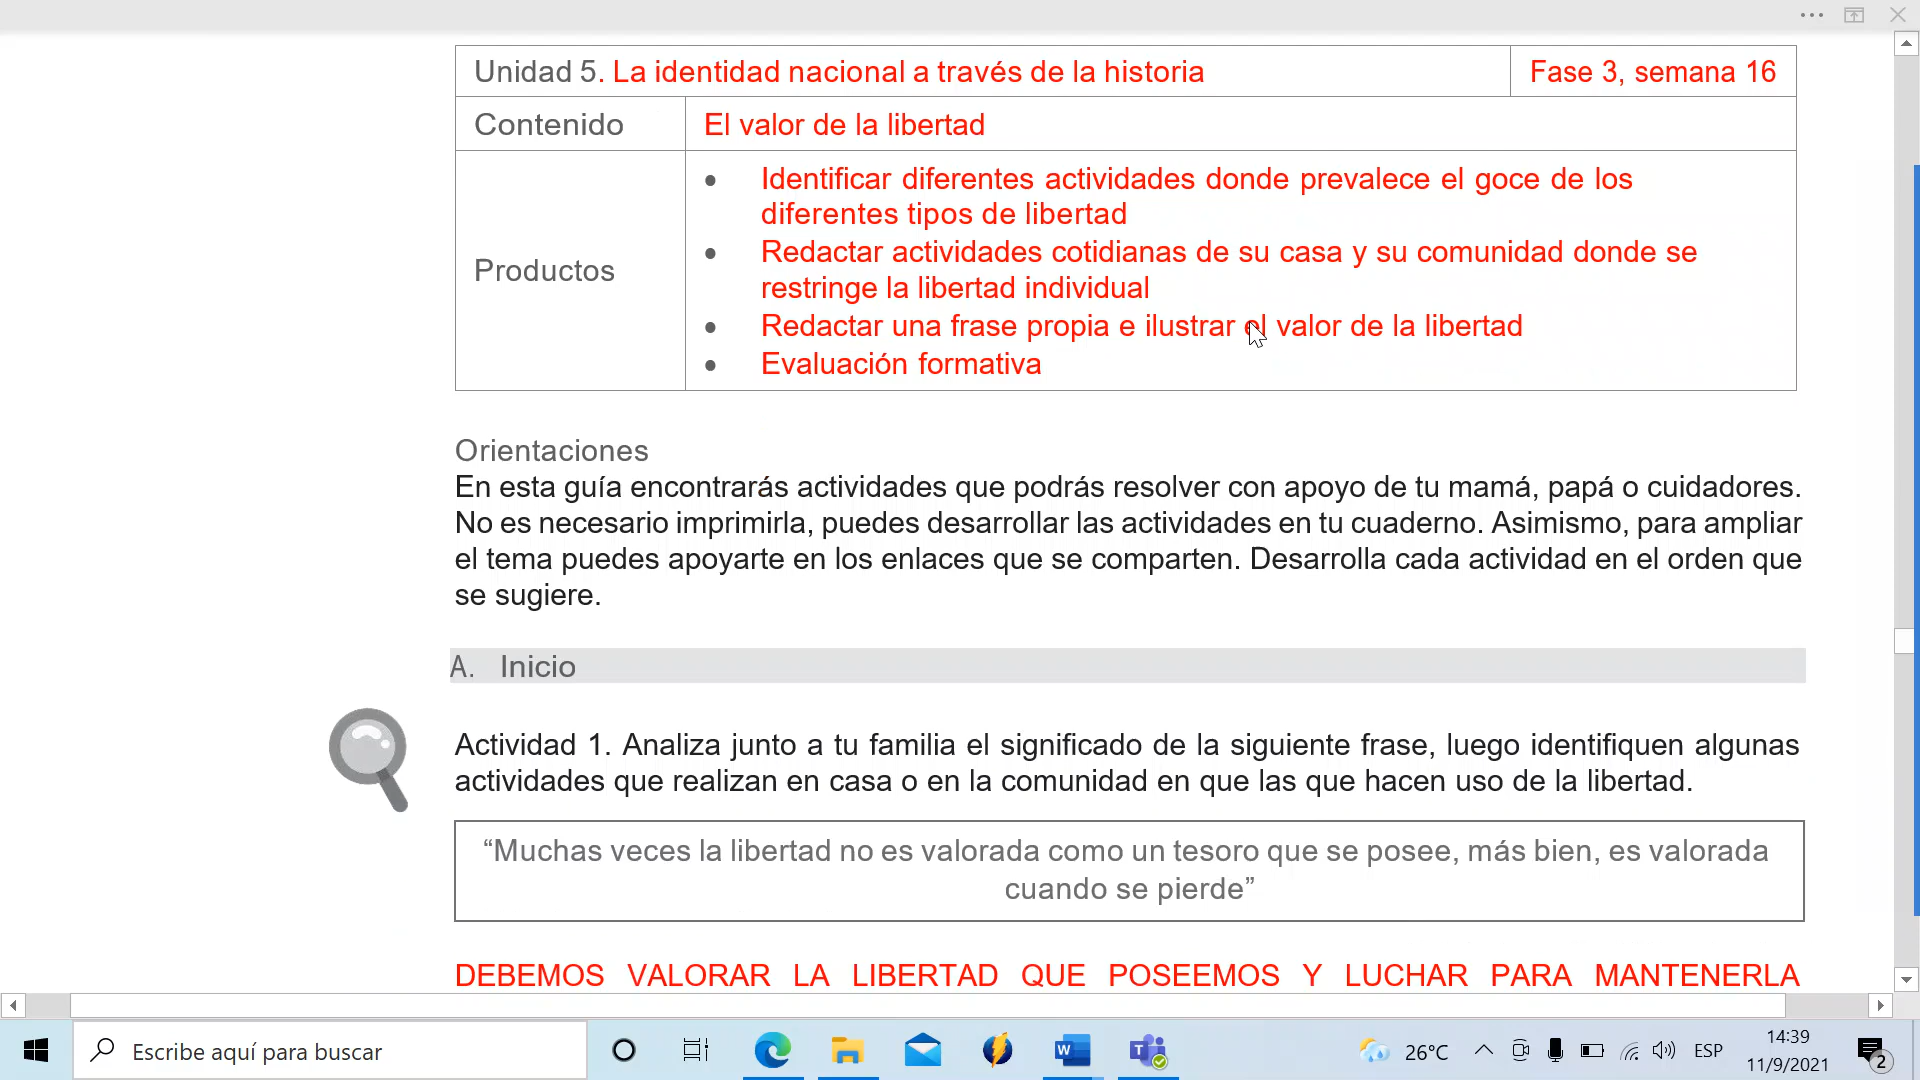 Unidad 5. La identidad nacional a través de la historia
Fase 3, semana 16
Contenido
El valor de la libertad
Productos
Identificar diferentes actividades donde prevalece el goce de los
diferentes tipos de libertad
Redactar actividades cotidianas de su casa y su comunidad donde se
restringe la libertad individual
Redactar una frase propia e ilustrar el valor de la libertad
Evaluación formativa
Orientaciones
En esta guía encontrarás actividades que podrás resolver con apoyo de tu mamá, papá o cuidadores.
No es necesario imprimirla, puedes desarrollar las actividades en tu cuaderno. Asimismo, para ampliar
el tema puedes apoyarte en los enlaces que se comparten. Desarrolla cada actividad en el orden que
se sugiere.
A. Inicio
Actividad 1. Analiza junto a tu familia el significado de la siguiente frase, luego identifiquen algunas
actividades que realizan en casa o en la comunidad en que las que hacen uso de la libertad.
“Muchas veces la libertad no es valorada como un tesoro que se posee, más bien, es valorada
cuando se pierde”
DEBEMOS VALORAR LA LIBERTAD QUE POSEEMOS Y LUCHAR PARA MANTENERLA
Escribe aquí para buscar
26°C
ESP
14:39
11/9/2021
2